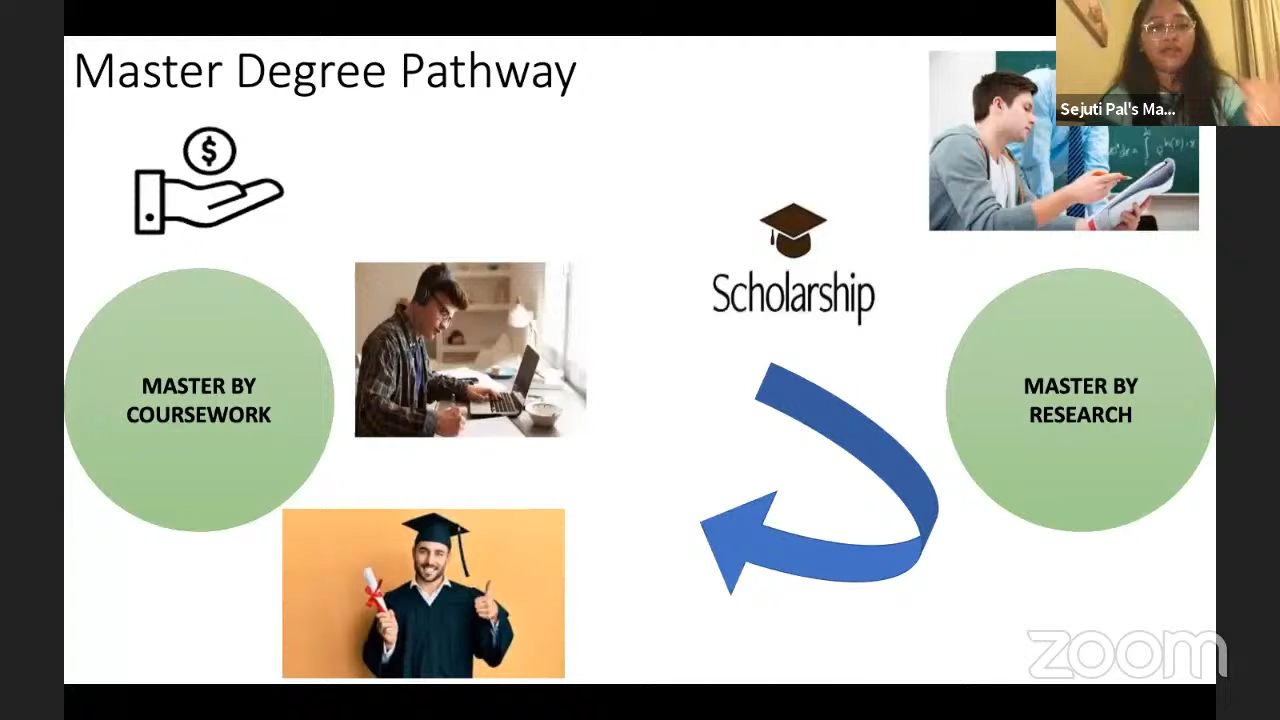 Master Degree Pathway
$
Sejuti Pal's Ma...
Scholarship
MASTER BY
COURSEWORK
MASTER BY
RESEARCH
zoom